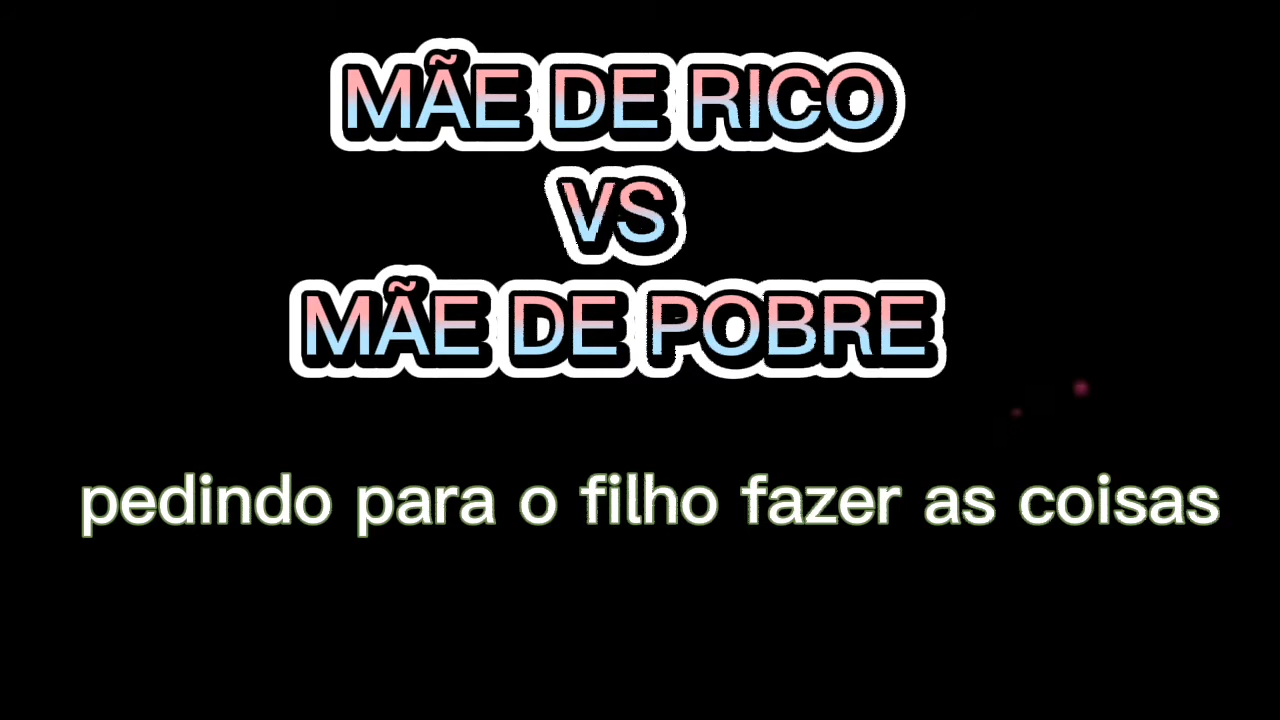 MÃE DE RICO
VS
MÃE DE POBRE
pedindo para o filho fazer as coisas